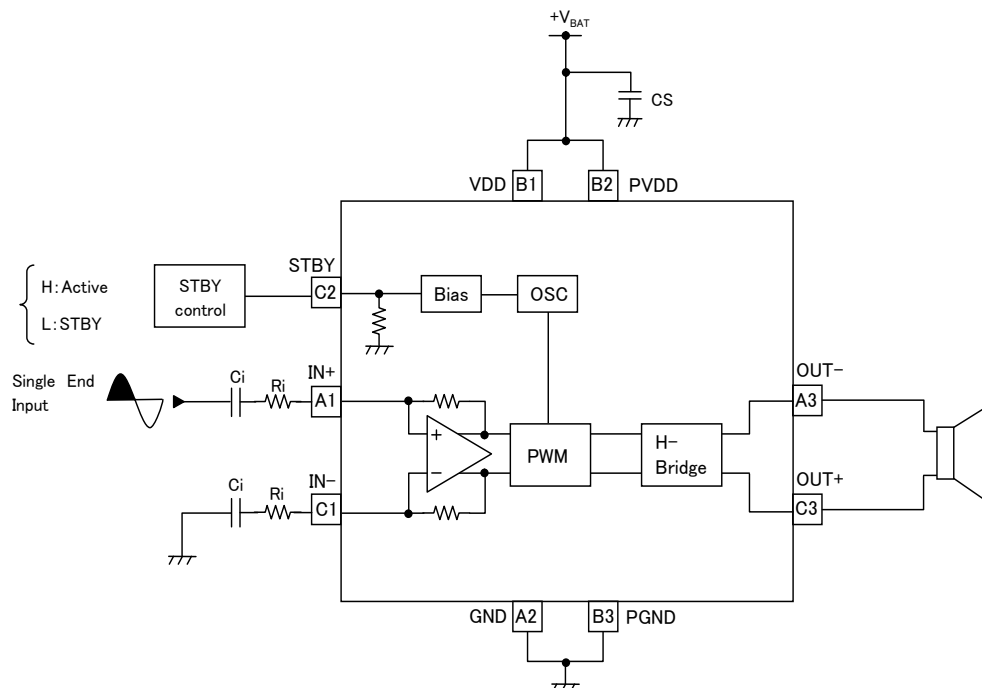 +VBAT
CS
VDD B1
B2 PVDD
STBY
C2
H:Active
L:STBY
STBY
control
Bias
OSC
Single End
Input
Ci
Ri
IN+
A1
+
−
PWM
H-
Bridge
OUT-
A3
Ci
Ri
IN-
C1
OUT+
C3
GND A2
B3 PGND